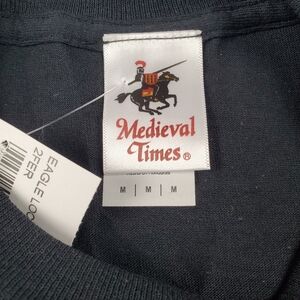 Medieval
Times®
M | M | M
EAGLE LOO
2FER